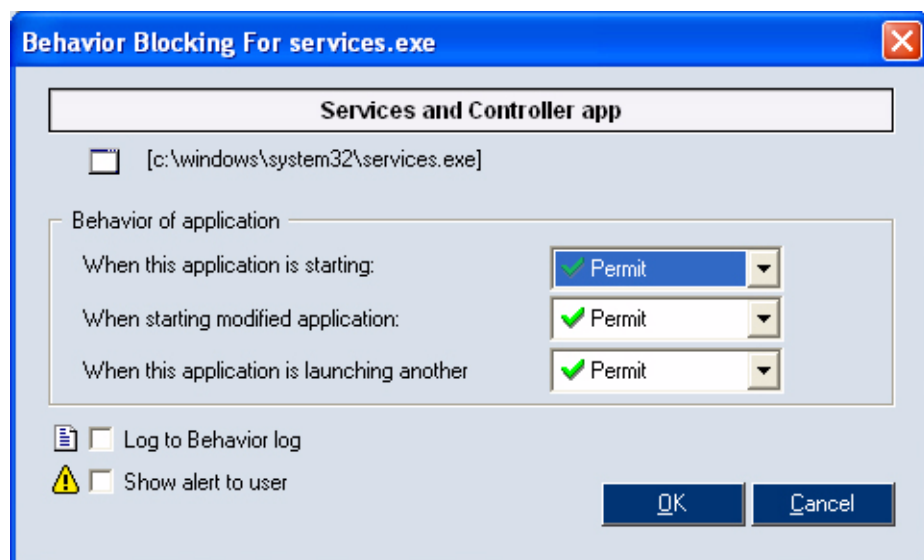 Behavior Blocking For services.exe
Services and Controller app
[c:\windows\system32\services.exe]
Behavior of application
When this application is starting: Permit
When starting modified application: Permit
When this application is launching another Permit
Log to Behavior log
Show alert to user
OK Cancel